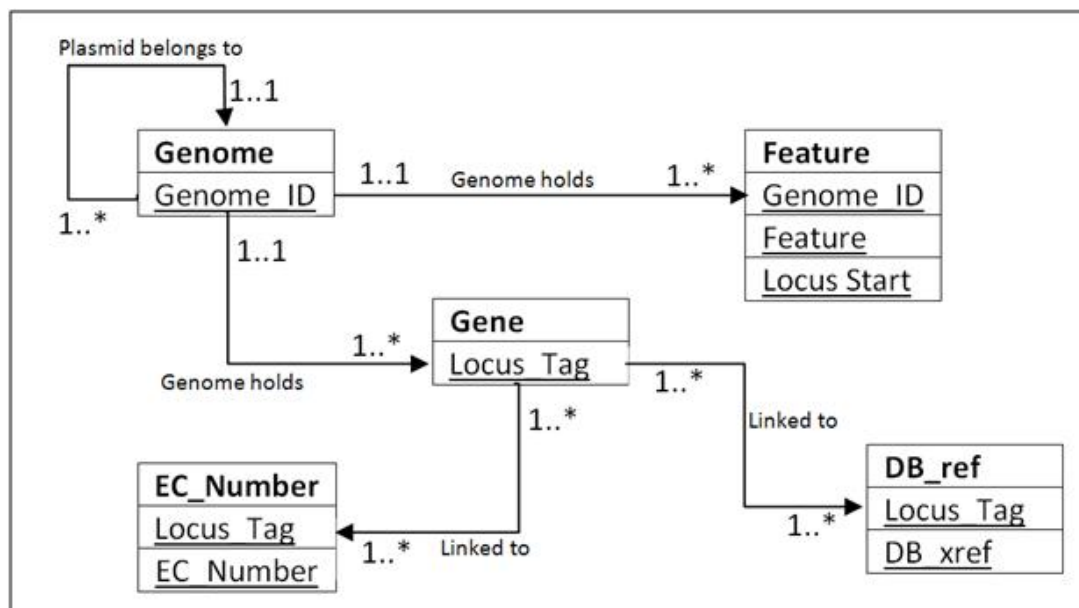 Plasmid belongs to
1..1
Genome
Genome_ID
1..*
1..1
Genome holds
1..*
Feature
Genome_ID
Feature
Locus Start
1..1
Genome holds
1..*
Gene
Locus_Tag
1..*
Linked to
1..*
DB_ref
Locus_Tag
DB_xref
1..*
Linked to
1..*
EC_Number
Locus_Tag
EC_Number